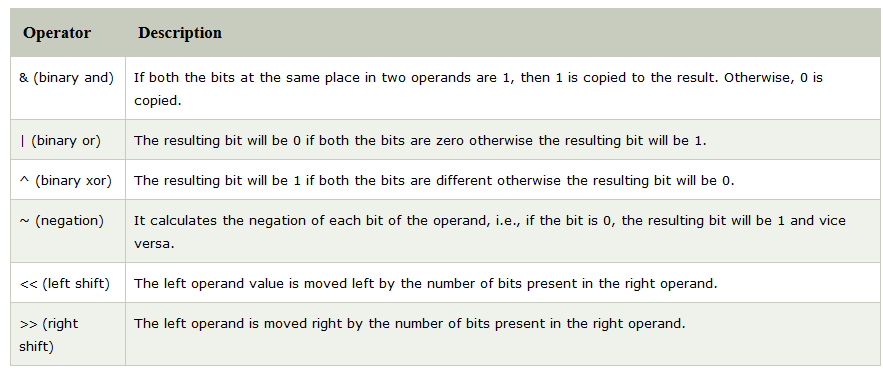 Operator Description
& (binary and) If both the bits at the same place in two operands are 1, then 1 is copied to the result. Otherwise, 0 is
copied.
| (binary or) The resulting bit will be 0 if both the bits are zero otherwise the resulting bit will be 1.
^ (binary xor) The resulting bit will be 1 if both the bits are different otherwise the resulting bit will be 0.
~ (negation) It calculates the negation of each bit of the operand, i.e., if the bit is 0, the resulting bit will be 1 and vice
versa.
<< (left shift) The left operand value is moved left by the number of bits present in the right operand.
>> (right The left operand is moved right by the number of bits present in the right operand.
shift)